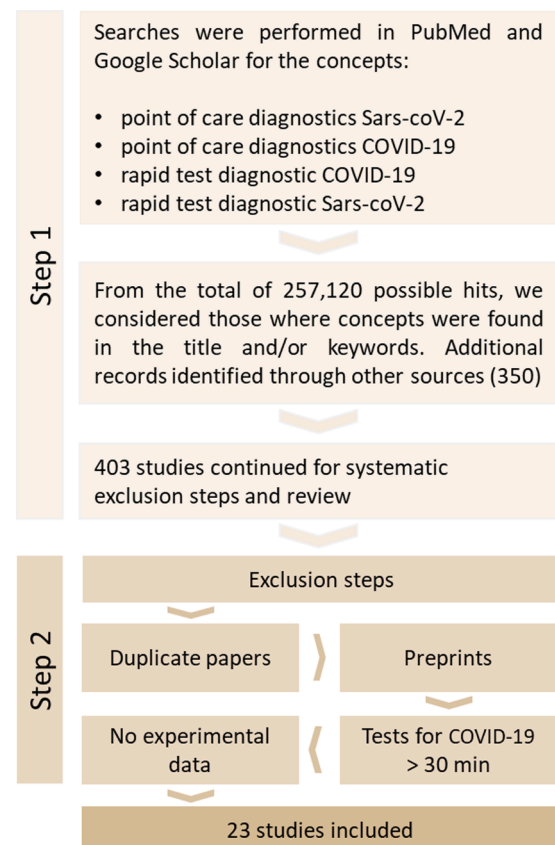 Step 1
Searches were performed in PubMed and
Google Scholar for the concepts:
• point of care diagnostics Sars-coV-2
• point of care diagnostics COVID-19
• rapid test diagnostic COVID-19
• rapid test diagnostic Sars-coV-2
From the total of 257,120 possible hits, we
considered those where concepts were found
in the title and/or keywords. Additional
records identified through other sources (350)
403 studies continued for systematic
exclusion steps and review
Step 2
Exclusion steps
Duplicate papers
Preprints
Tests for COVID-19
> 30 min
No experimental
data
23 studies included